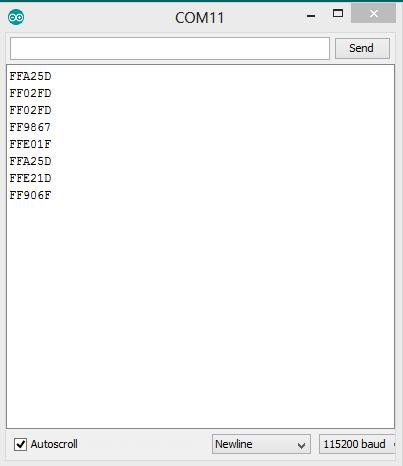 COM11
Send
FFA25D
FF02FD
FF02FD
FF9867
FFE01F
FFA25D
FFE21D
FF906F
Autoscroll
Newline
115200 baud